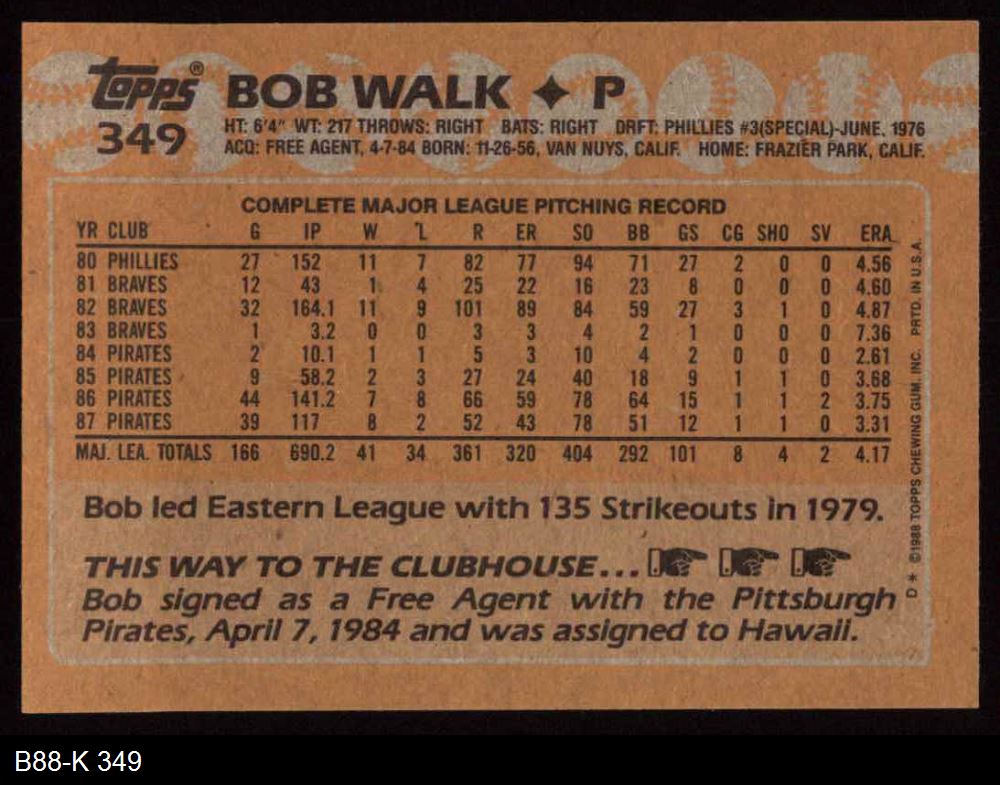 topps® BOB WALK ✦ P
349
HT: 6'4" WT: 217 THROWS: RIGHT BATS: RIGHT DRFT: PHILLIES #3(SPECIAL)-JUNE, 1976
ACQ: FREE AGENT, 4-7-84 BORN: 11-26-56, VAN NUYS, CALIF. HOME: FRAZIER PARK, CALIF.
COMPLETE MAJOR LEAGUE PITCHING RECORD
YR CLUB G IP W L R ER SO BB GS CG SHO SV ERA
80 PHILLIES 27 152 11 7 82 77 94 71 27 2 0 0 4.56
81 BRAVES 12 43 1 4 25 22 16 23 8 0 0 0 4.60
82 BRAVES 32 164.1 11 9 101 89 84 59 27 3 1 0 4.87
83 BRAVES 1 3.2 0 0 3 3 4 2 1 0 0 0 7.36
84 PIRATES 2 10.1 1 1 5 3 10 4 2 0 0 0 2.61
85 PIRATES 9 58.2 2 3 27 24 40 18 9 1 1 0 3.68
86 PIRATES 44 141.2 7 8 66 59 78 64 15 1 1 2 3.75
87 PIRATES 39 117 8 2 52 43 78 51 12 1 1 0 3.31
MAJ. LEA. TOTALS 166 690.2 41 34 361 320 404 292 101 8 4 2 4.17
Bob led Eastern League with 135 Strikeouts in 1979.
THIS WAY TO THE CLUBHOUSE...
Bob signed as a Free Agent with the Pittsburgh
Pirates, April 7, 1984 and was assigned to Hawaii.
D* ©1988 TOPPS CHEWING GUM, INC. PRTD. IN U.S.A.
B88-K 349